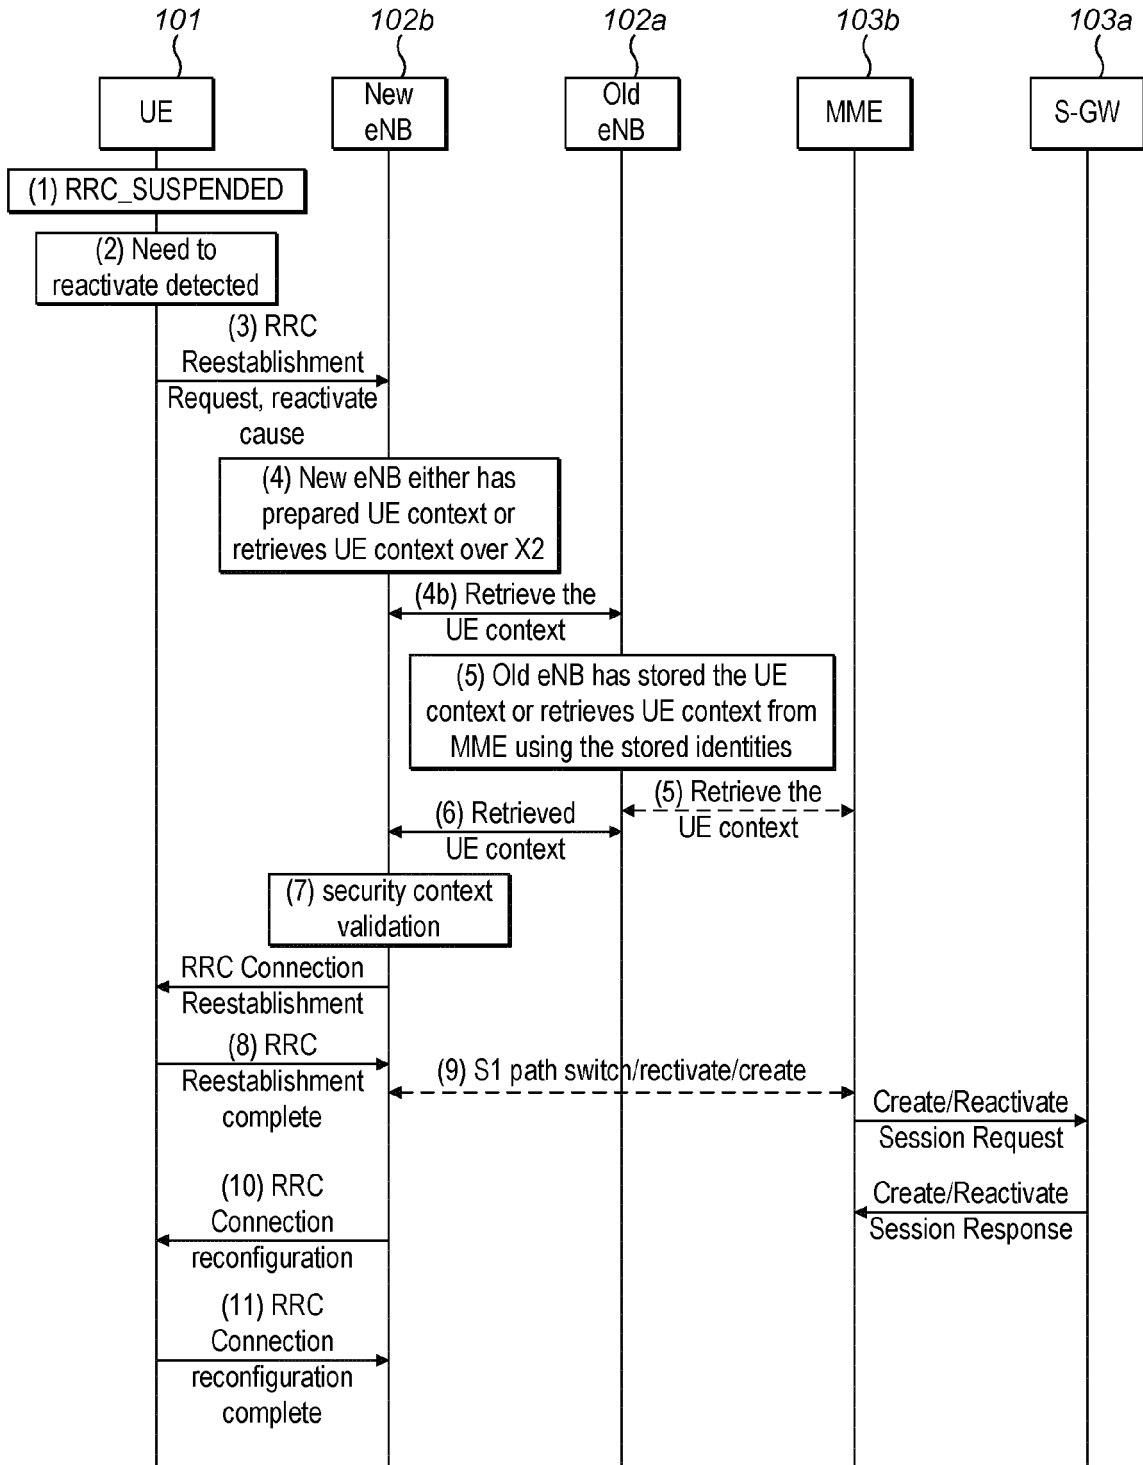 101
102b
102a
103b
103a
UE
New
eNB
Old
eNB
MME
S-GW
(1) RRC_SUSPENDED
(2) Need to
reactivate detected
(3) RRC
Reestablishment
Request, reactivate
cause
(4) New eNB either has
prepared UE context or
retrieves UE context over X2
(4b) Retrieve the
UE context
(5) Old eNB has stored the UE
context or retrieves UE context from
MME using the stored identities
(5) Retrieve the
UE context
(6) Retrieved
UE context
(7) security context
validation
RRC Connection
Reestablishment
(8) RRC
Reestablishment
complete
(9) S1 path switch/rectivate/create
Create/Reactivate
Session Request
(10) RRC
Connection
reconfiguration
Create/Reactivate
Session Response
(11) RRC
Connection
reconfiguration
complete